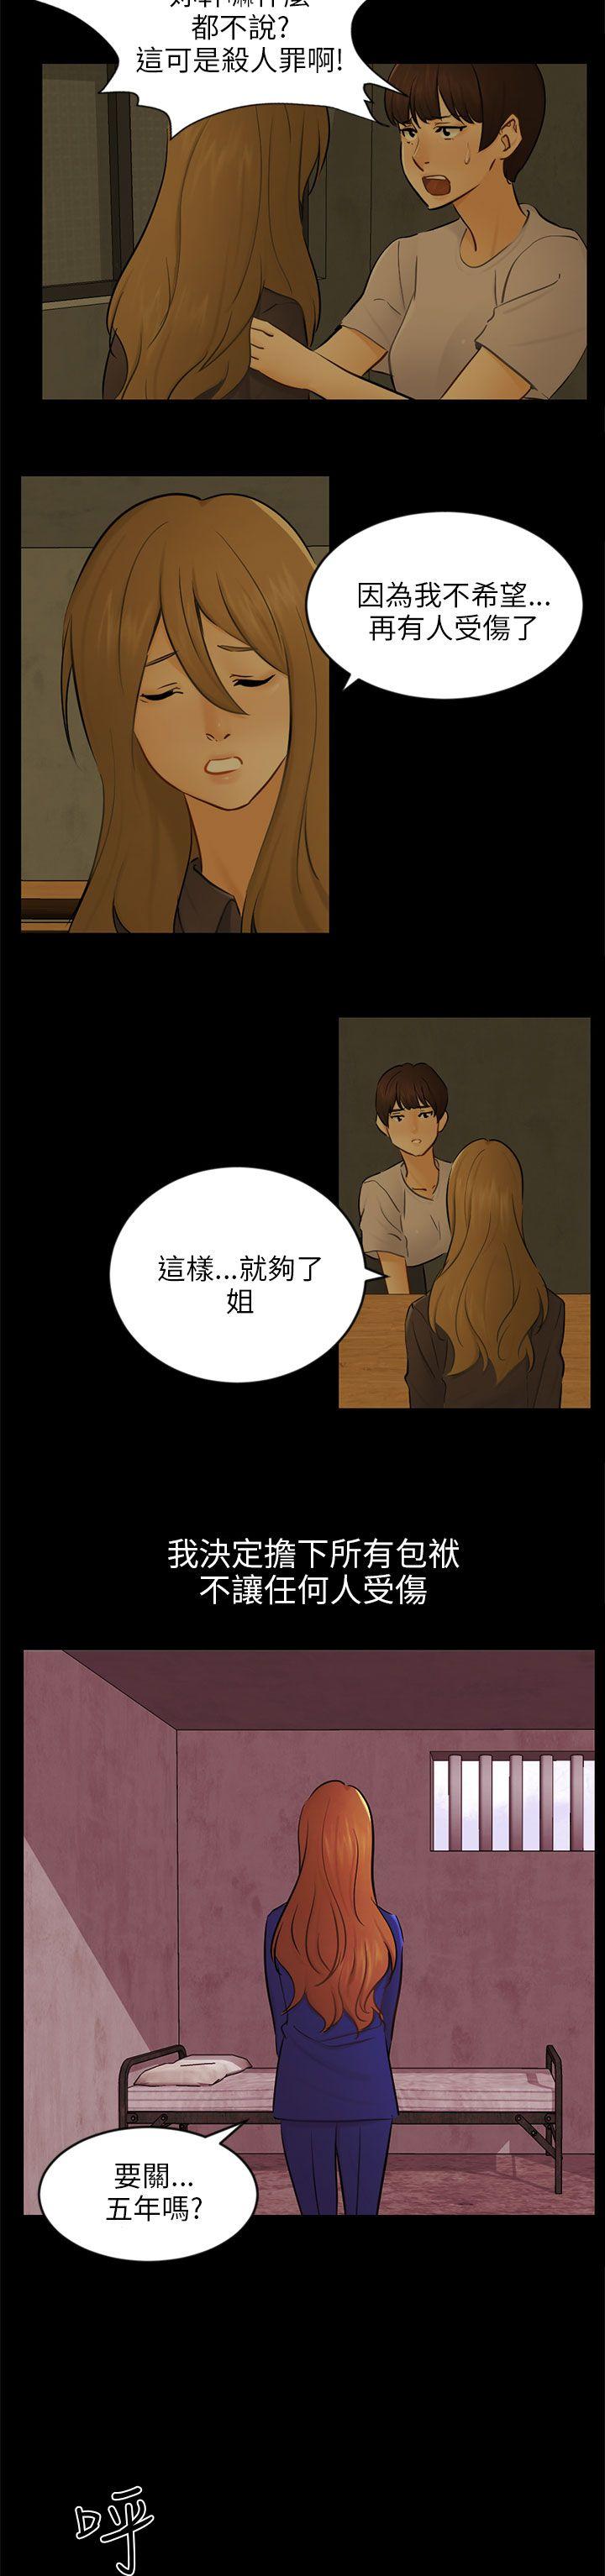 都不說?
這可是殺人罪啊!
因為我不希望...
再有人受傷了
這樣...就夠了
姐
我決定擔下所有包袱
不讓任何人受傷
要關...
五年嗎?
呼